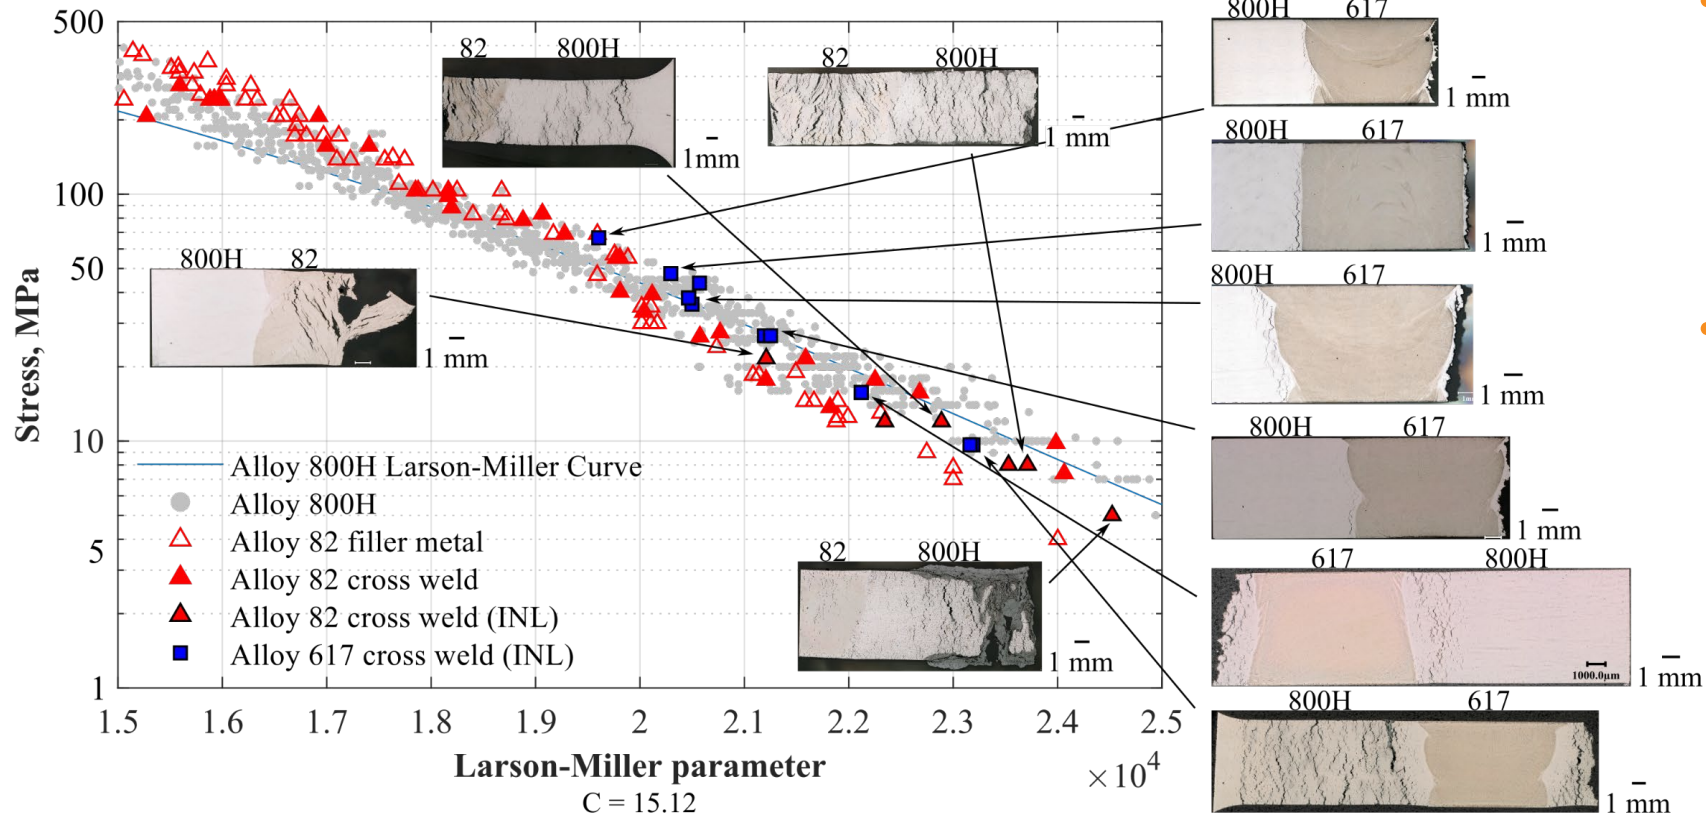 500
100
50
10
5
1
Stress, MPa
1.5 1.6 1.7 1.8 1.9 2 2.1 2.2 2.3 2.4 2.5
×10⁴
Larson-Miller parameter
C = 15.12
Alloy 800H Larson-Miller Curve
Alloy 800H
Alloy 82 filler metal
Alloy 82 cross weld
Alloy 82 cross weld (INL)
Alloy 617 cross weld (INL)
82 800H
1mm
82 800H
1 mm
800H 82
1 mm
82 800H
1 mm
800H 617
1 mm
800H 617
1 mm
800H 617
1 mm
800H 617
1 mm
617 800H
1000.0µm
1 mm
800H 617
1 mm